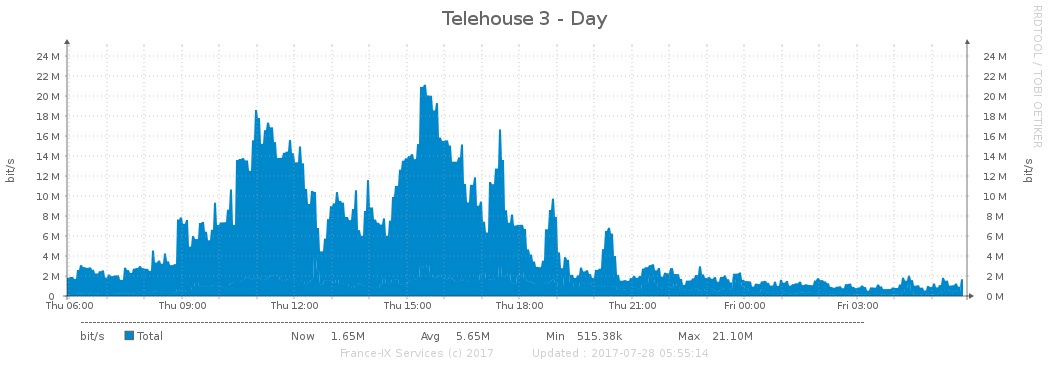 Telehouse 3 - Day
RRDTOOL / TOBI OETIKER
24 M 24 M
22 M 22 M
20 M 20 M
18 M 18 M
16 M 16 M
14 M 14 M
12 M 12 M
10 M 10 M
8 M 8 M
6 M 6 M
4 M 4 M
2 M 2 M
0 0 M
bit/s bit/s
Thu 06:00 Thu 09:00 Thu 12:00 Thu 15:00 Thu 18:00 Thu 21:00 Fri 00:00 Fri 03:00
bit/s Total Now 1.65M Avg 5.65M Min 515.38k Max 21.10M
France-IX Services (c) 2017 Updated : 2017-07-28 05:55:14